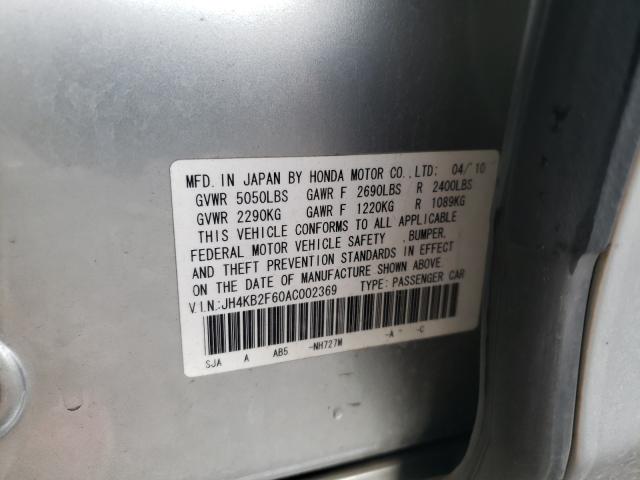 MFD. IN JAPAN BY HONDA MOTOR CO.,LTD: 04/'10
GVWR 5050LBS GAWR F 2690LBS R 2400LBS
GVWR 2290KG GAWR F 1220KG R 1089KG
THIS VEHICLE CONFORMS TO ALL APPLICABLE
FEDERAL MOTOR VEHICLE SAFETY ,BUMPER,
AND THEFT PREVENTION STANDARDS IN EFFECT
ON THE DATE OF MANUFACTURE SHOWN ABOVE.
V.I.N.:JH4KB2F60AC002369 TYPE: PASSENGER CAR
SJA A AB5 -NH727M -A- -C